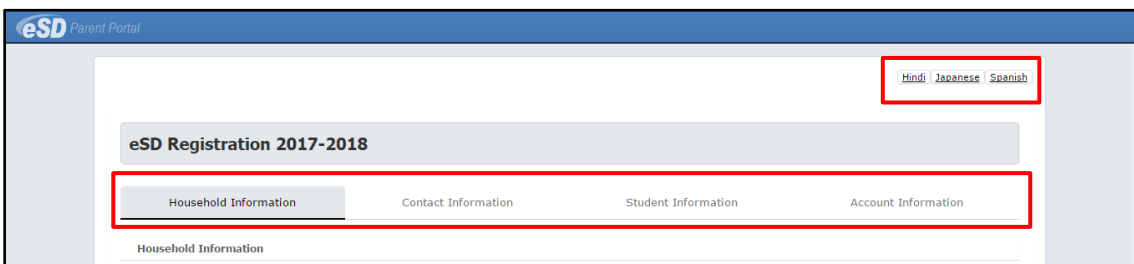 eSD Parent Portal
Hindi Japanese Spanish
eSD Registration 2017-2018
Household Information Contact Information Student Information Account Information
Household Information